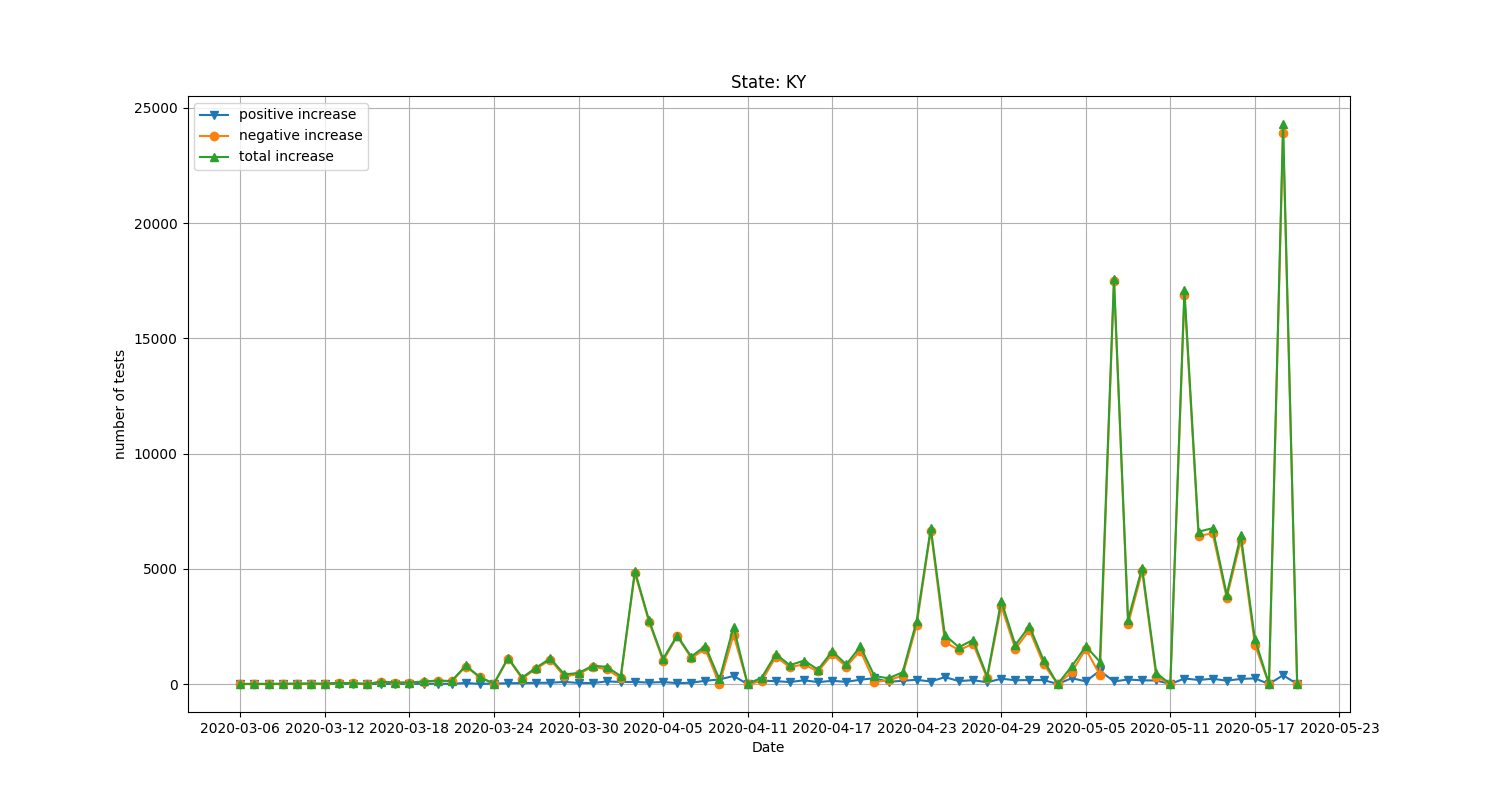 State: KY
positive increase
negative increase
total increase
25000
20000
15000
10000
5000
0
number of tests
2020-03-06 2020-03-12 2020-03-18 2020-03-24 2020-03-30 2020-04-05 2020-04-11 2020-04-17 2020-04-23 2020-04-29 2020-05-05 2020-05-11 2020-05-17 2020-05-23
Date